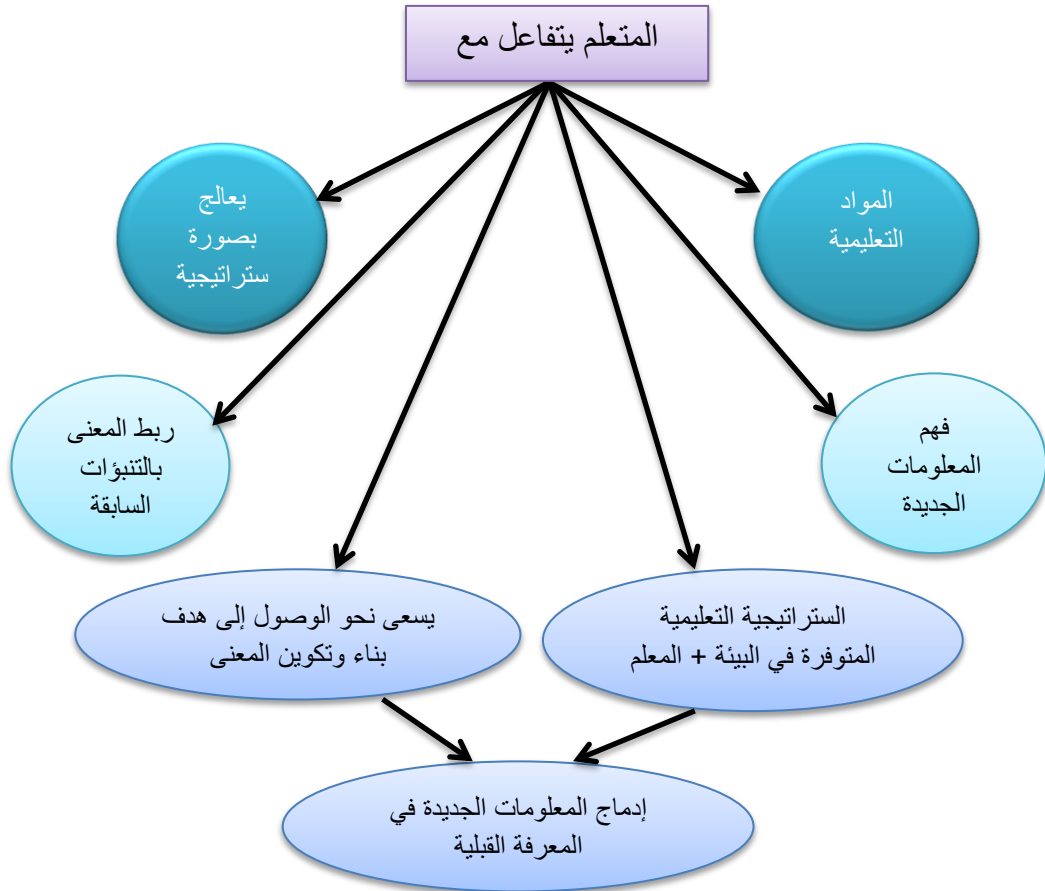 المتعلم يتفاعل مع
المواد
التعليمية
يعالج
بصورة
ستراتيجية
فهم
المعلومات
الجديدة
ربط المعنى
بالتنبؤات
السابقة
الستراتيجية التعليمية
المتوفرة في البيئة + المعلم
يسعى نحو الوصول إلى هدف
بناء وتكوين المعنى
إدماج المعلومات الجديدة في
المعرفة القبلية